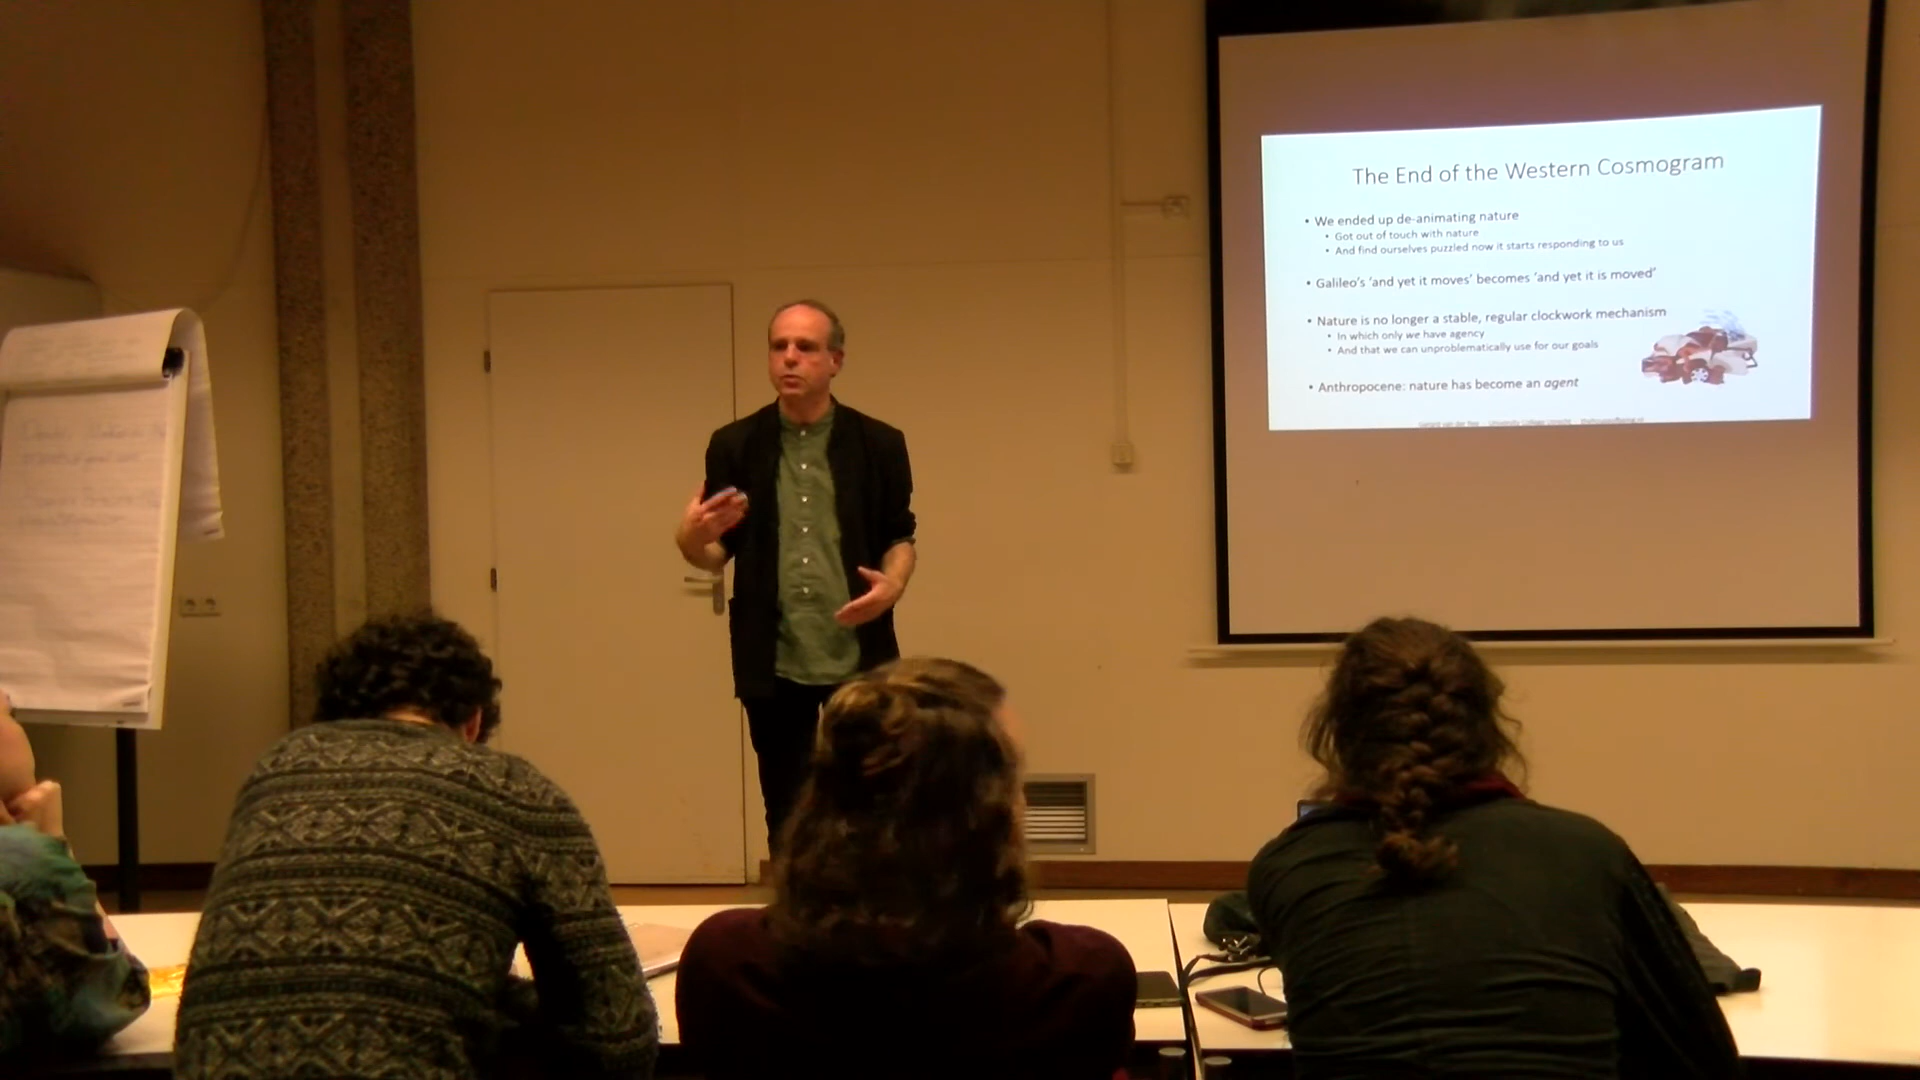 The End of the Western Cosmogram
• We ended up de-animating nature
• Got out of touch with nature
• And find ourselves puzzled now it starts responding to us
• Galileo's 'and yet it moves' becomes 'and yet it is moved'
• Nature is no longer a stable, regular clockwork mechanism
• In which only we have agency
• And that we can unproblematically use for our goals
• Anthropocene: nature has become an agent
University College Utrecht